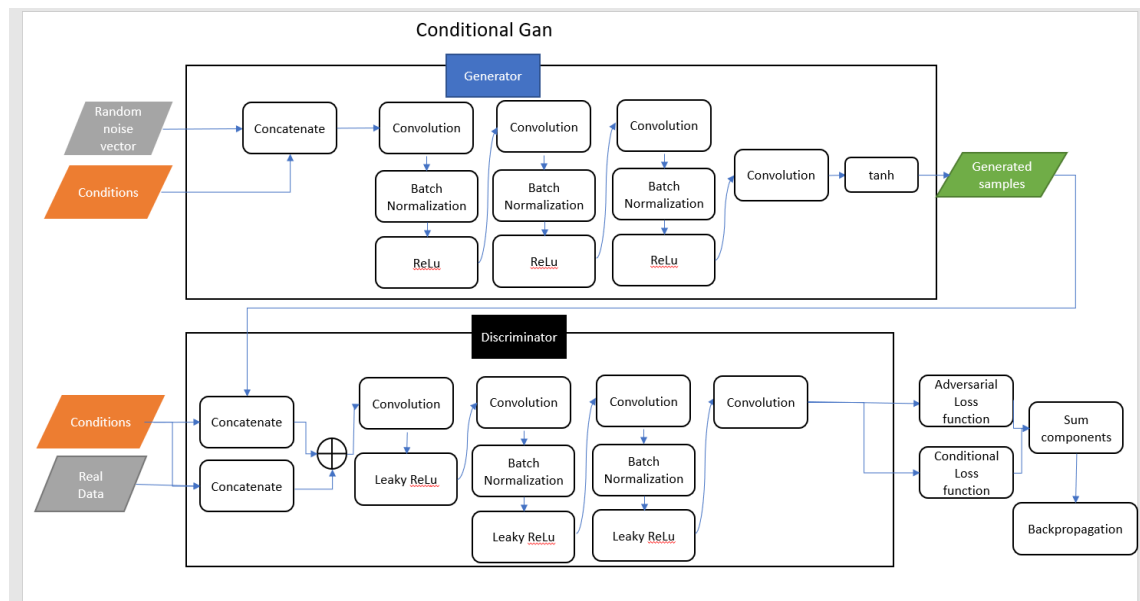 Conditional Gan
Generator
Random
noise
vector
Conditions
Concatenate
Convolution
Batch
Normalization
ReLu
Convolution
Batch
Normalization
ReLu
Convolution
Batch
Normalization
ReLu
Convolution
tanh
Generated
samples
Discriminator
Conditions
Real
Data
Concatenate
Concatenate
Convolution
Leaky ReLu
Convolution
Batch
Normalization
Leaky ReLu
Convolution
Batch
Normalization
Leaky ReLu
Convolution
Adversarial
Loss
function
Conditional
Loss
function
Sum
components
Backpropagation